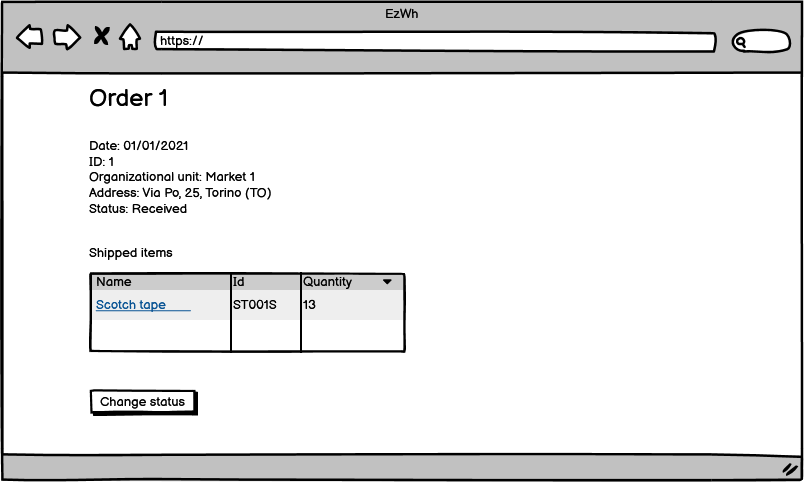 EzWh
https://
Order 1
Date: 01/01/2021
ID: 1
Organizational unit: Market 1
Address: Via Po, 25, Torino (TO)
Status: Received
Shipped items
Name Id Quantity
Scotch tape ST001S 13
Change status